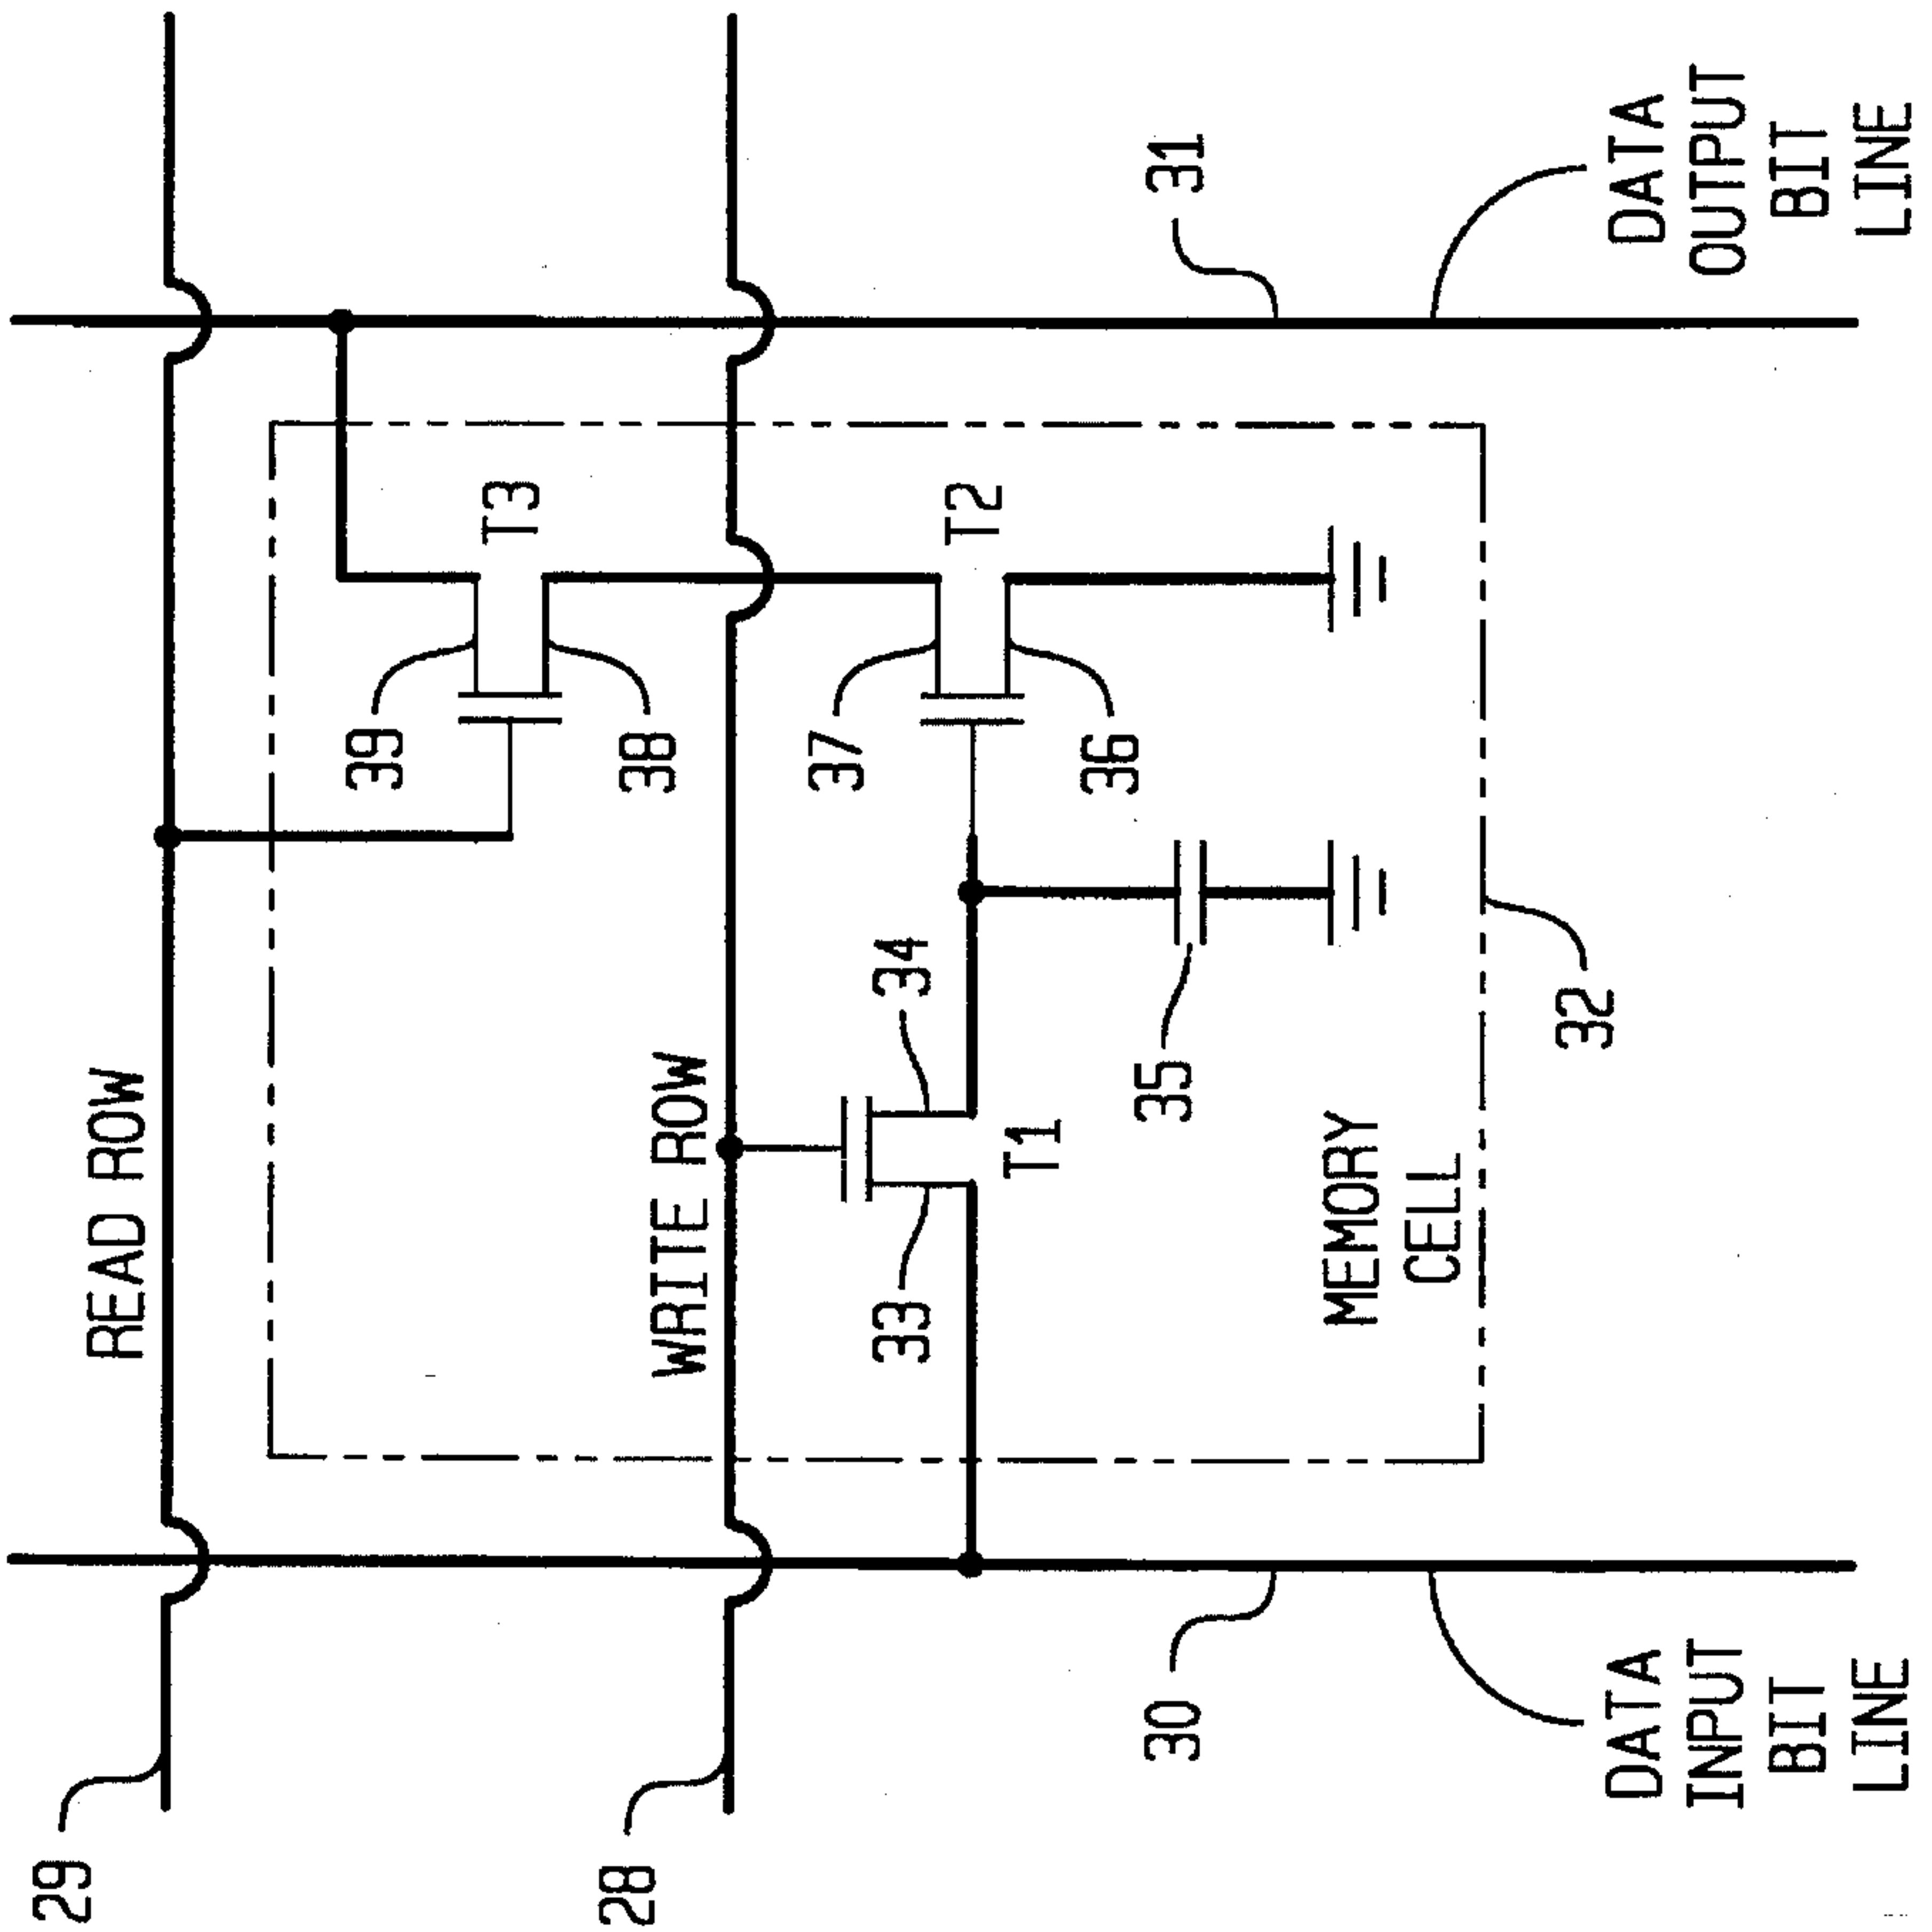 29
READ ROW
39
T3
38
28
WRITE ROW
37
T2
36
33
34
T1
35
MEMORY
CELL
32
30
31
DATA
INPUT
BIT
LINE
DATA
OUTPUT
BIT
LINE